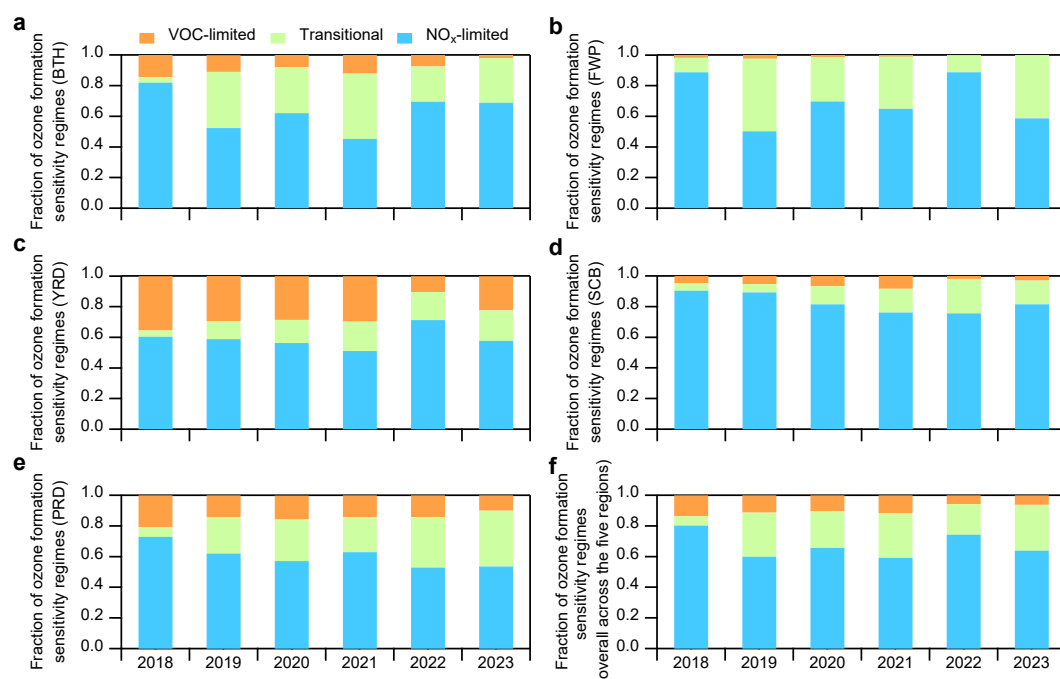 a
VOC-limited Transitional NOx-limited
Fraction of ozone formation
sensitivity regimes (BTH)
1.0
0.8
0.6
0.4
0.2
0.0
b
Fraction of ozone formation
sensitivity regimes (FWP)
1.0
0.8
0.6
0.4
0.2
0.0
c
Fraction of ozone formation
sensitivity regimes (YRD)
1.0
0.8
0.6
0.4
0.2
0.0
d
Fraction of ozone formation
sensitivity regimes (SCB)
1.0
0.8
0.6
0.4
0.2
0.0
e
Fraction of ozone formation
sensitivity regimes (PRD)
1.0
0.8
0.6
0.4
0.2
0.0
2018 2019 2020 2021 2022 2023
f
Fraction of ozone formation
sensitivity regimes
overall across the five regions)
1.0
0.8
0.6
0.4
0.2
0.0
2018 2019 2020 2021 2022 2023